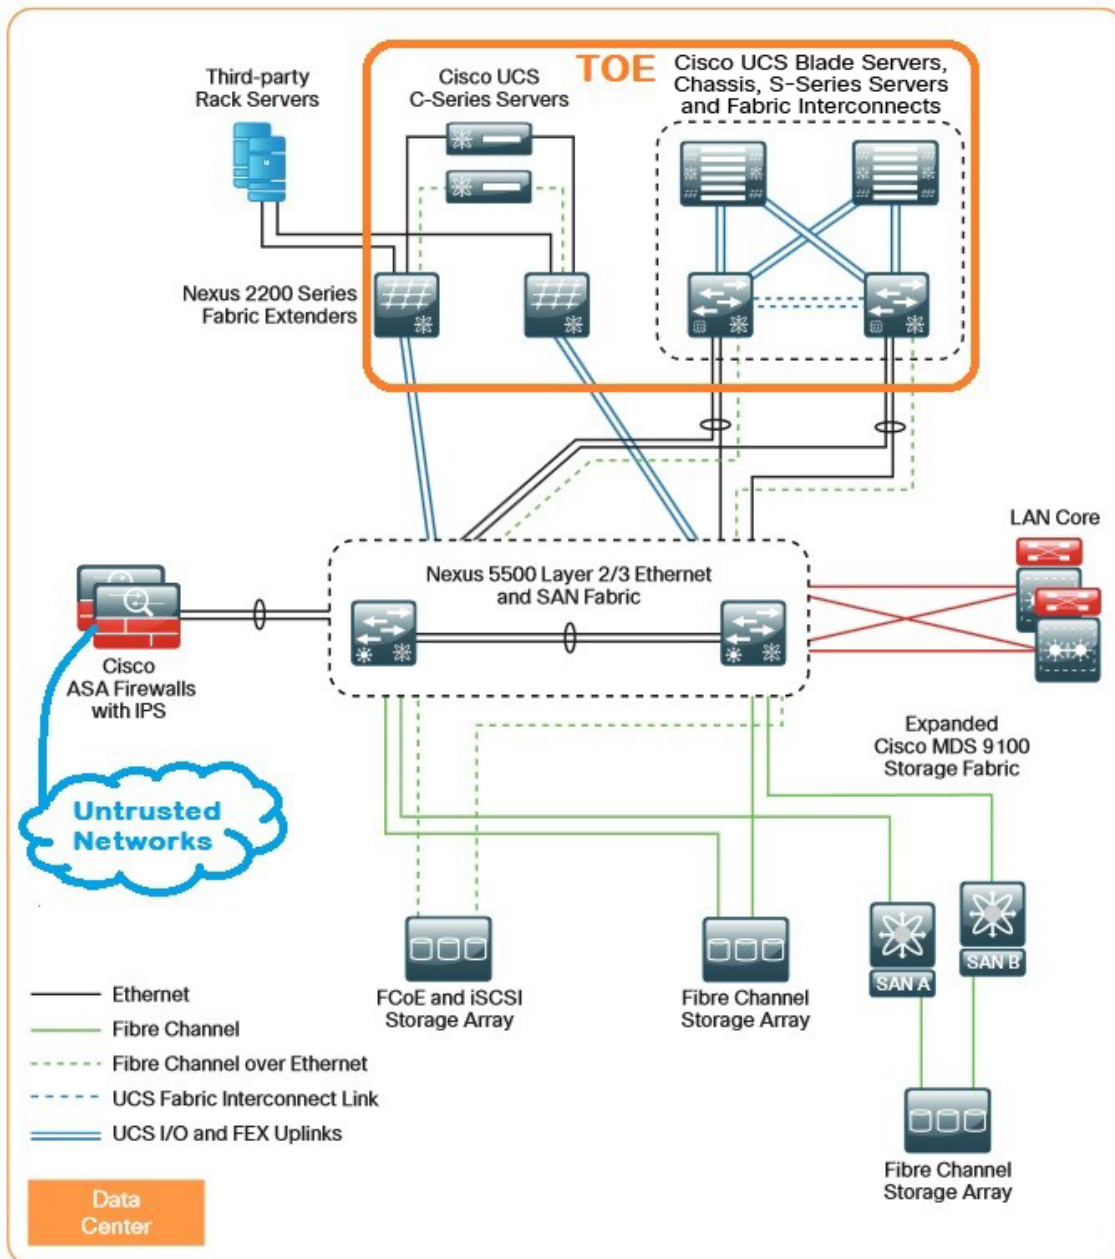 TOE
Cisco UCS Blade Servers,
Chassis, S-Series Servers
and Fabric Interconnects
Third-party
Rack Servers
Cisco UCS
C-Series Servers
Nexus 2200 Series
Fabric Extenders
LAN Core
Nexus 5500 Layer 2/3 Ethernet
and SAN Fabric
Cisco
ASA Firewalls
with IPS
Untrusted
Networks
Expanded
Cisco MDS 9100
Storage Fabric
SAN A
SAN B
FCoE and iSCSI
Storage Array
Fibre Channel
Storage Array
Fibre Channel
Storage Array
Ethernet
Fibre Channel
Fibre Channel over Ethernet
UCS Fabric Interconnect Link
UCS I/O and FEX Uplinks
Data
Center